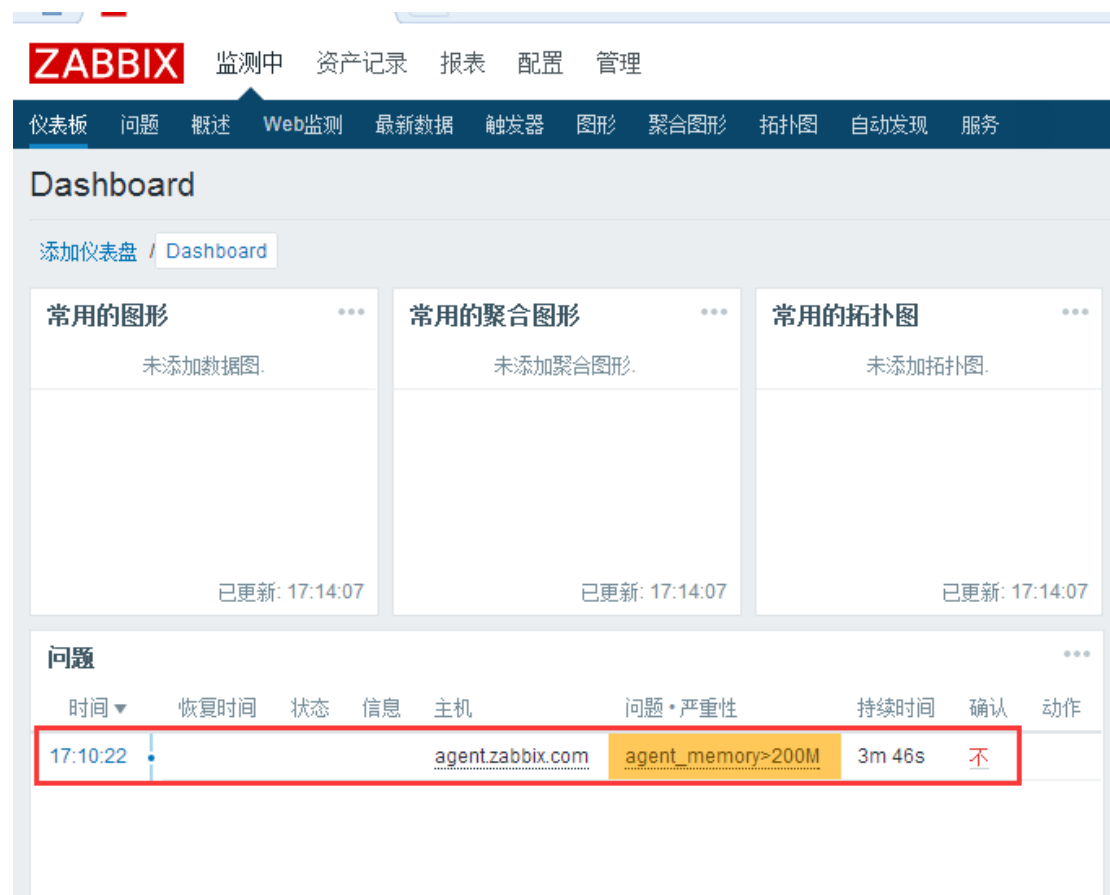 ZABBIX 监测中 资产记录 报表 配置 管理
仪表板 问题 概述 Web监测 最新数据 触发器 图形 聚合图形 拓扑图 自动发现 服务
Dashboard
添加仪表盘 / Dashboard
常用的图形 ••• 常用的聚合图形 ••• 常用的拓扑图 •••
未添加数据图. 未添加聚合图形. 未添加拓扑图.
已更新: 17:14:07 已更新: 17:14:07 已更新: 17:14:07
问题 •••
时间▼ 恢复时间 状态 信息 主机 问题 • 严重性 持续时间 确认 动作
17:10:22 agent.zabbix.com agent_memory>200M 3m 46s 不